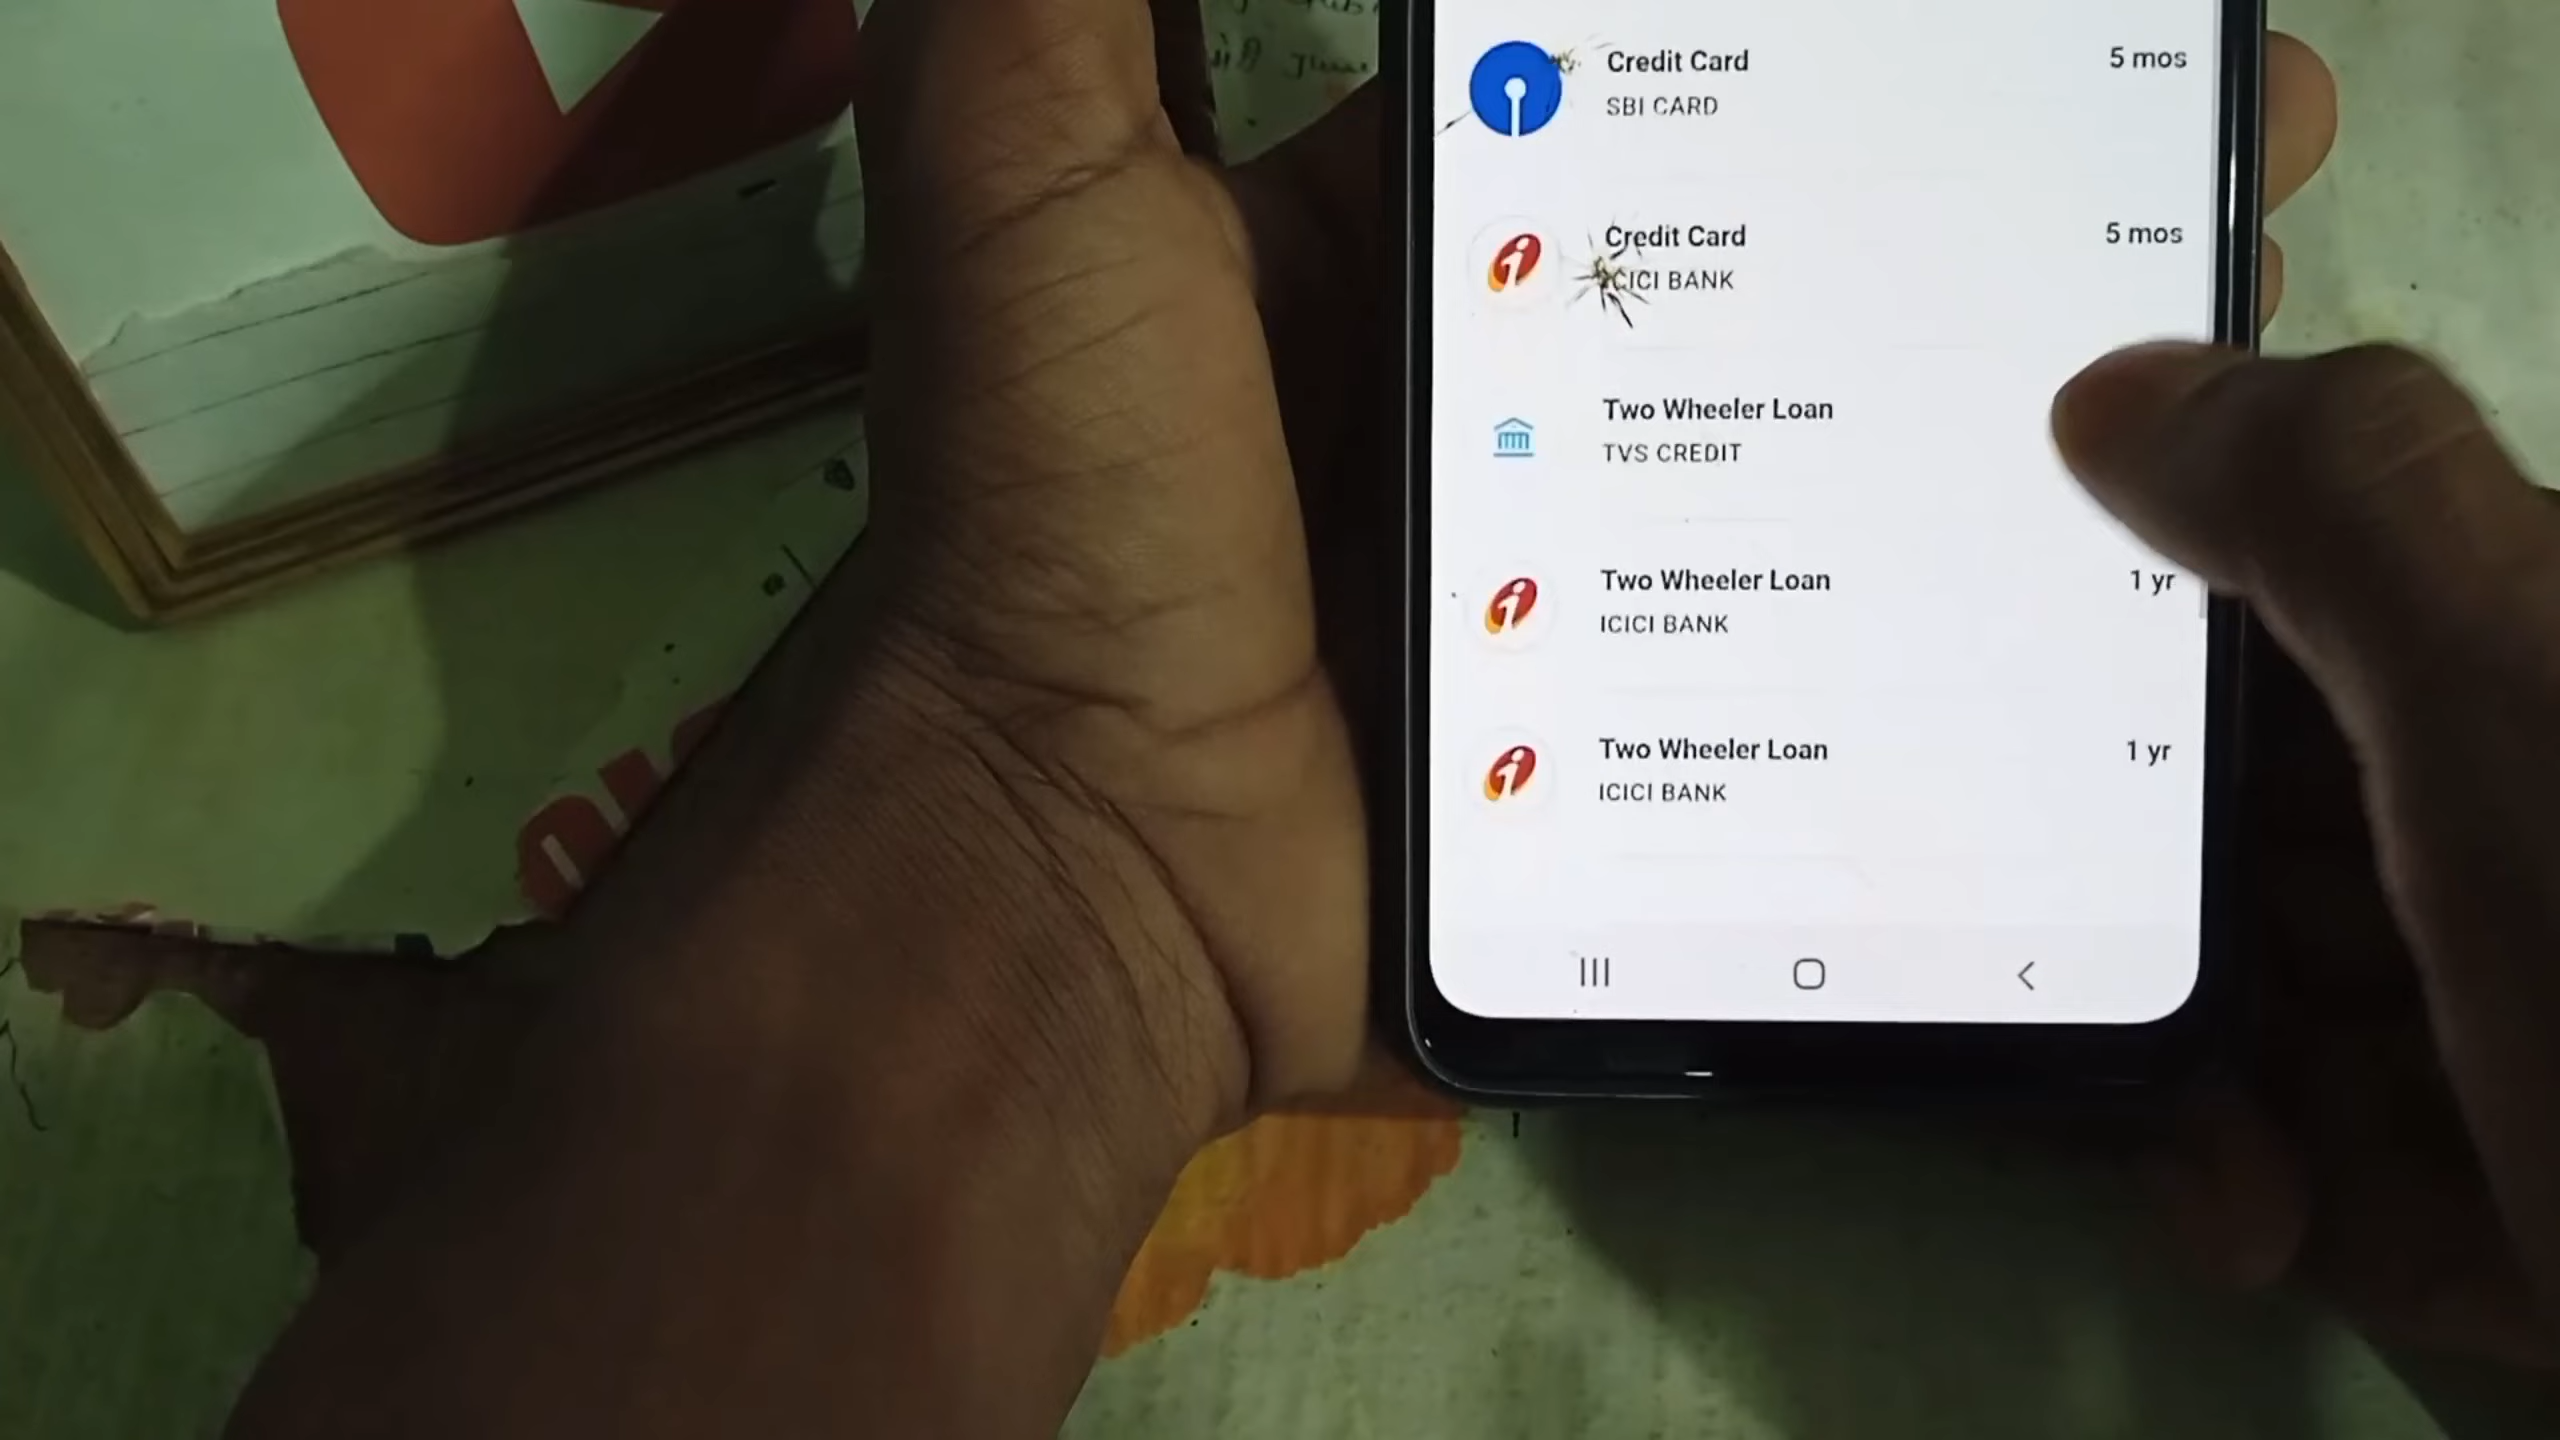 Credit Card
5 mos
SBI CARD
Credit Card
5 mos
ICICI BANK
Two Wheeler Loan
TVS CREDIT
Two Wheeler Loan
1 yr
ICICI BANK
Two Wheeler Loan
1 yr
ICICI BANK